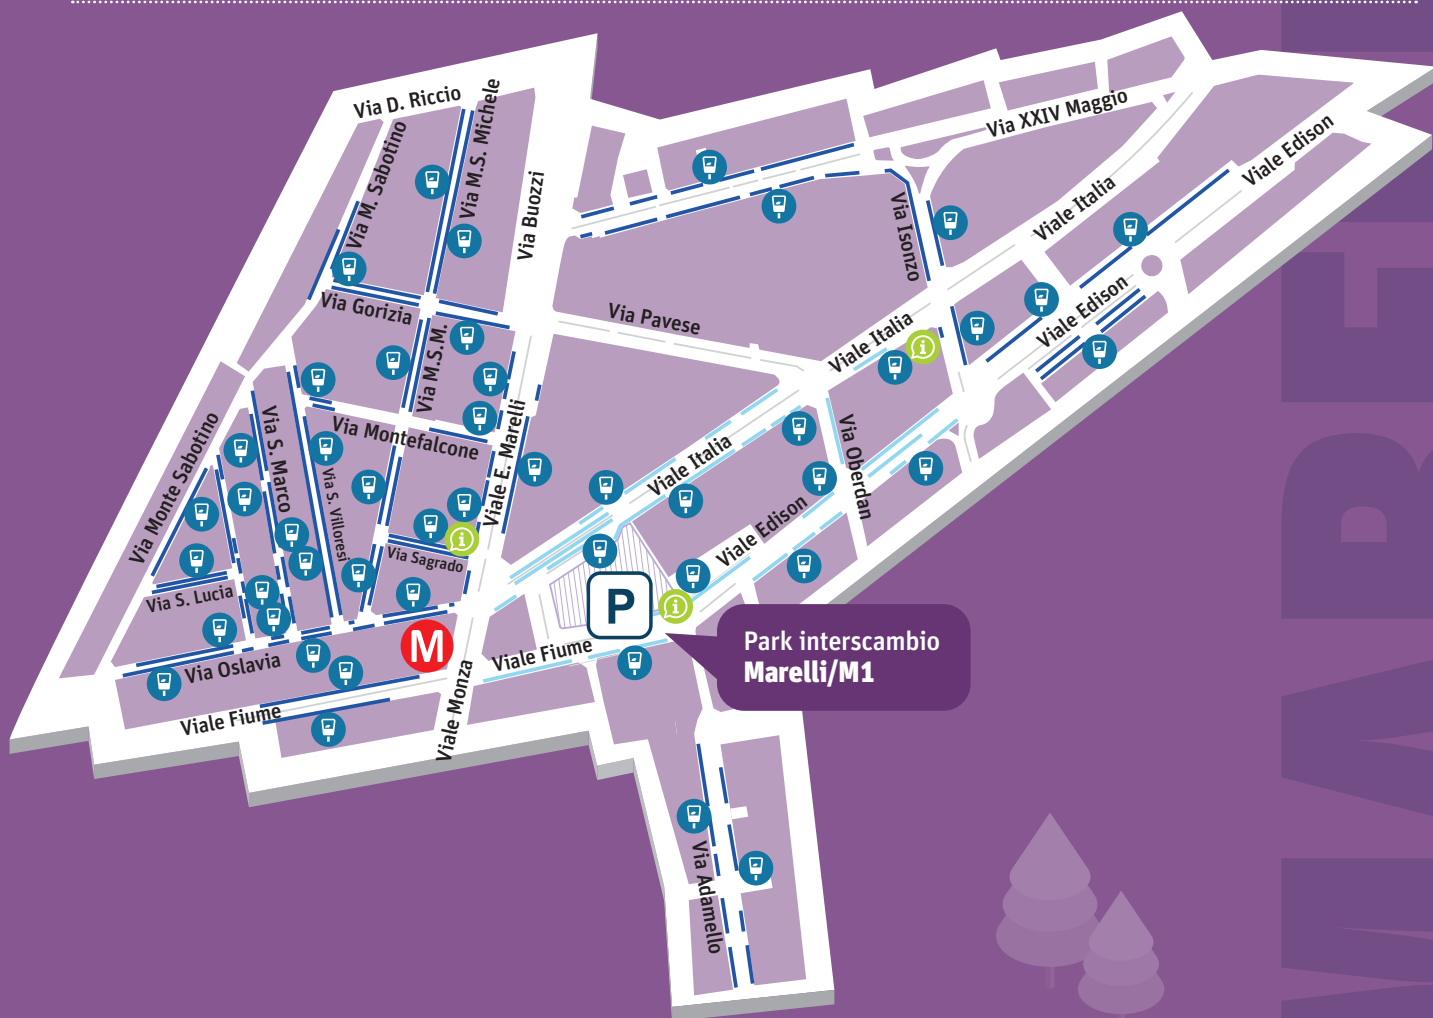 Via D. Riccio
Via M. Sabotino
Via M.S. Michele
Via Buozzi
Via XXIV Maggio
Viale Edison
Viale Italia
Via Isonzo
Via Gorizia
Via Pavese
Viale Italia
Viale Edison
Via M.S.M.
Via Montefalcone
Viale E. Marelli
Via Monte Sabotino
Via S. Marco
Via S. Villoresi
Viale Italia
Via Oberdan
Viale Edison
Via Sagrado
Via S. Lucia
Via Oslavia
M
P
Viale Fiume
Viale Fiume
Viale Monza
Park interscambio
Marelli/M1
Via Adamello